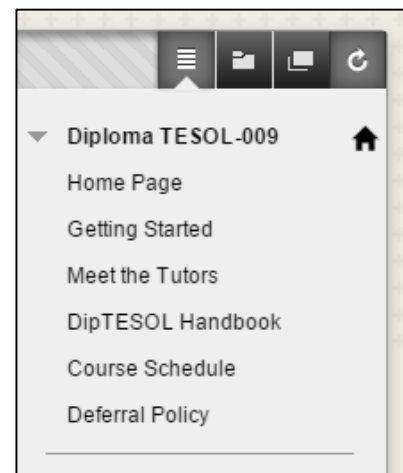 Diploma TESOL-009
Home Page
Getting Started
Meet the Tutors
DipTESOL Handbook
Course Schedule
Deferral Policy